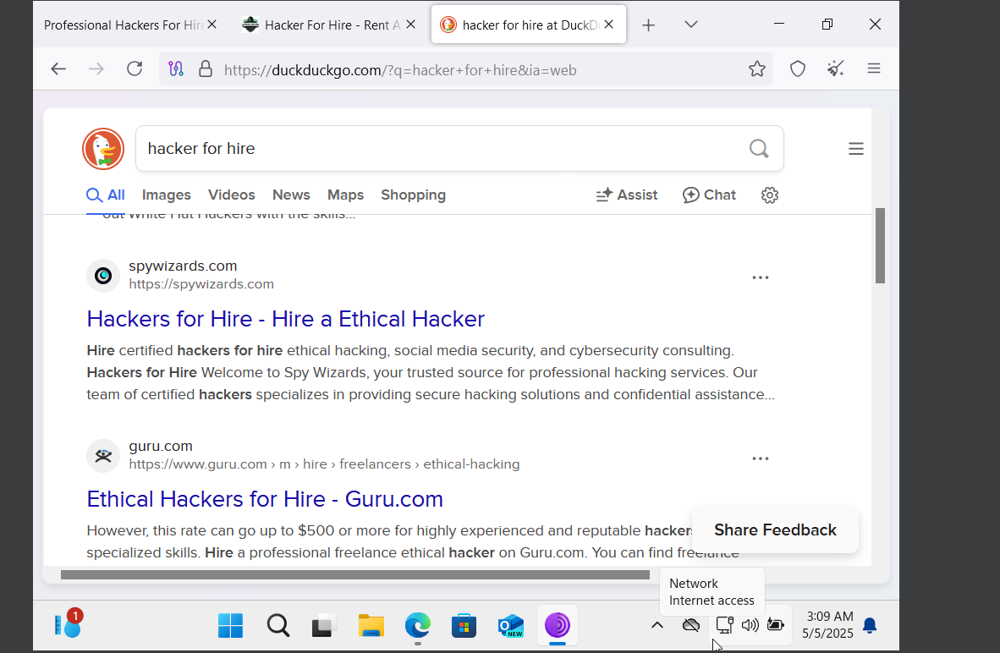 Professional Hackers For Hire
Hacker For Hire - Rent A
hacker for hire at DuckD
https://duckduckgo.com/?q=hacker+for+hire&ia=web
hacker for hire
All Images Videos News Maps Shopping Assist Chat
out White Hat Hackers with the skills...
spywizards.com
https://spywizards.com
Hackers for Hire - Hire a Ethical Hacker
Hire certified hackers for hire ethical hacking, social media security, and cybersecurity consulting.
Hackers for Hire Welcome to Spy Wizards, your trusted source for professional hacking services. Our
team of certified hackers specializes in providing secure hacking solutions and confidential assistance...
guru.com
https://www.guru.com › m › hire › freelancers › ethical-hacking
Ethical Hackers for Hire - Guru.com
However, this rate can go up to $500 or more for highly experienced and reputable hackers
specialized skills. Hire a professional freelance ethical hacker on Guru.com. You can find freelance
Share Feedback
Network
Internet access
1
NEW
3:09 AM
5/5/2025